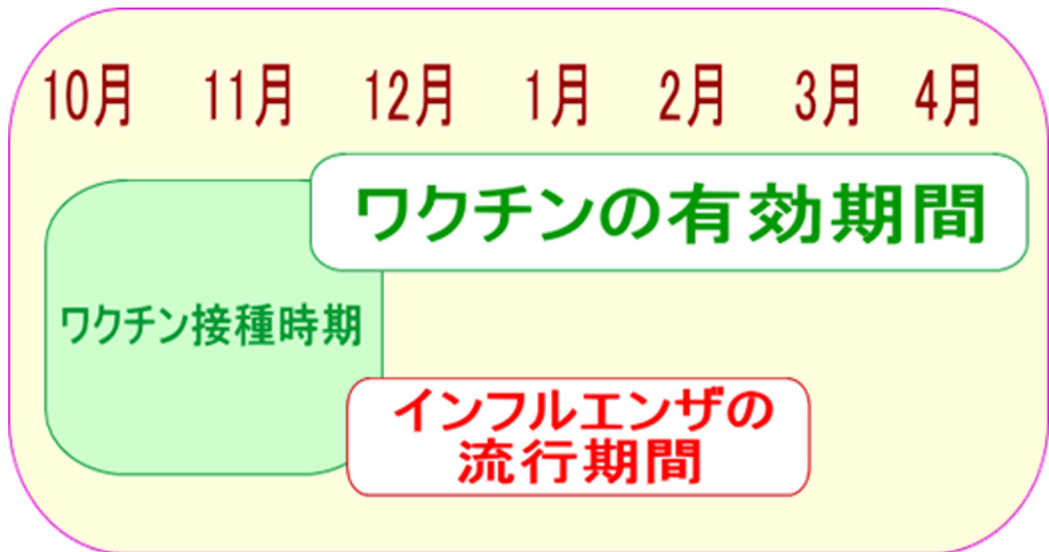 10月 11月 12月 1月 2月 3月 4月
ワクチンの有効期間
ワクチン接種時期
インフルエンザの
流行期間